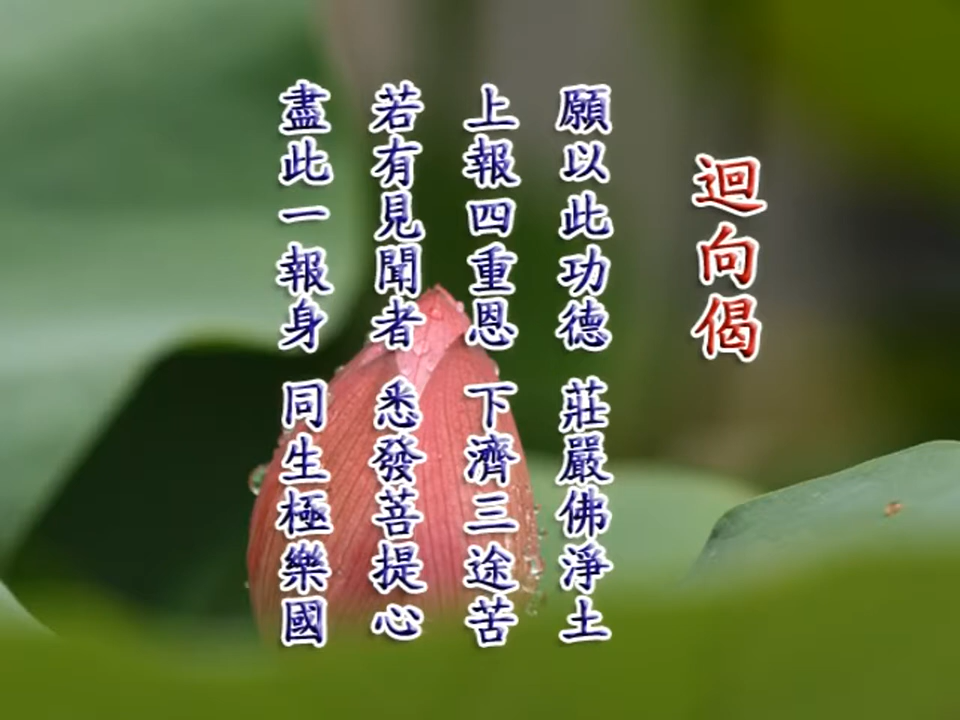 迴向偈
願以此功德 莊嚴佛淨土
上報四重恩 下濟三途苦
若有見聞者 悉發菩提心
盡此一報身 同生極樂國